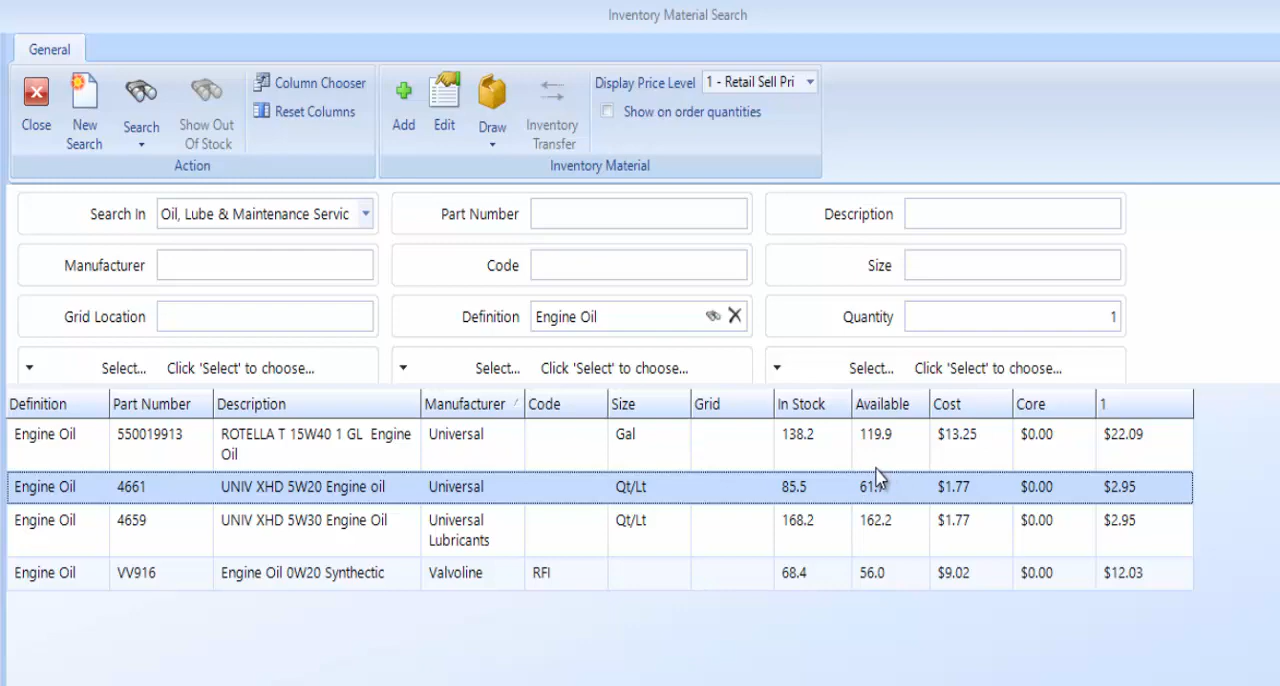 Inventory Material Search
General
Close
New Search
Search
Show Out Of Stock
Column Chooser
Reset Columns
Action
Add
Edit
Draw
Inventory Transfer
Display Price Level 1 - Retail Sell Pri
Show on order quantities
Inventory Material
Search In Oil, Lube & Maintenance Servic Part Number Description
Manufacturer Code Size
Grid Location Definition Engine Oil Quantity 1
Select... Click 'Select' to choose... Select... Click 'Select' to choose... Select... Click 'Select' to choose...
Definition Part Number Description Manufacturer Code Size Grid In Stock Available Cost Core 1
Engine Oil 550019913 ROTELLA T 15W40 1 GL Engine Universal Gal 138.2 119.9 $13.25 $0.00 $22.09
Oil
Engine Oil 4661 UNIV XHD 5W20 Engine oil Universal Qt/Lt 85.5 $1.77 $0.00 $2.95
Engine Oil 4659 UNIV XHD 5W30 Engine Oil Universal Qt/Lt 168.2 162.2 $1.77 $0.00 $2.95
Lubricants
Engine Oil VV916 Engine Oil 0W20 Synthectic Valvoline RFI 68.4 56.0 $9.02 $0.00 $12.03